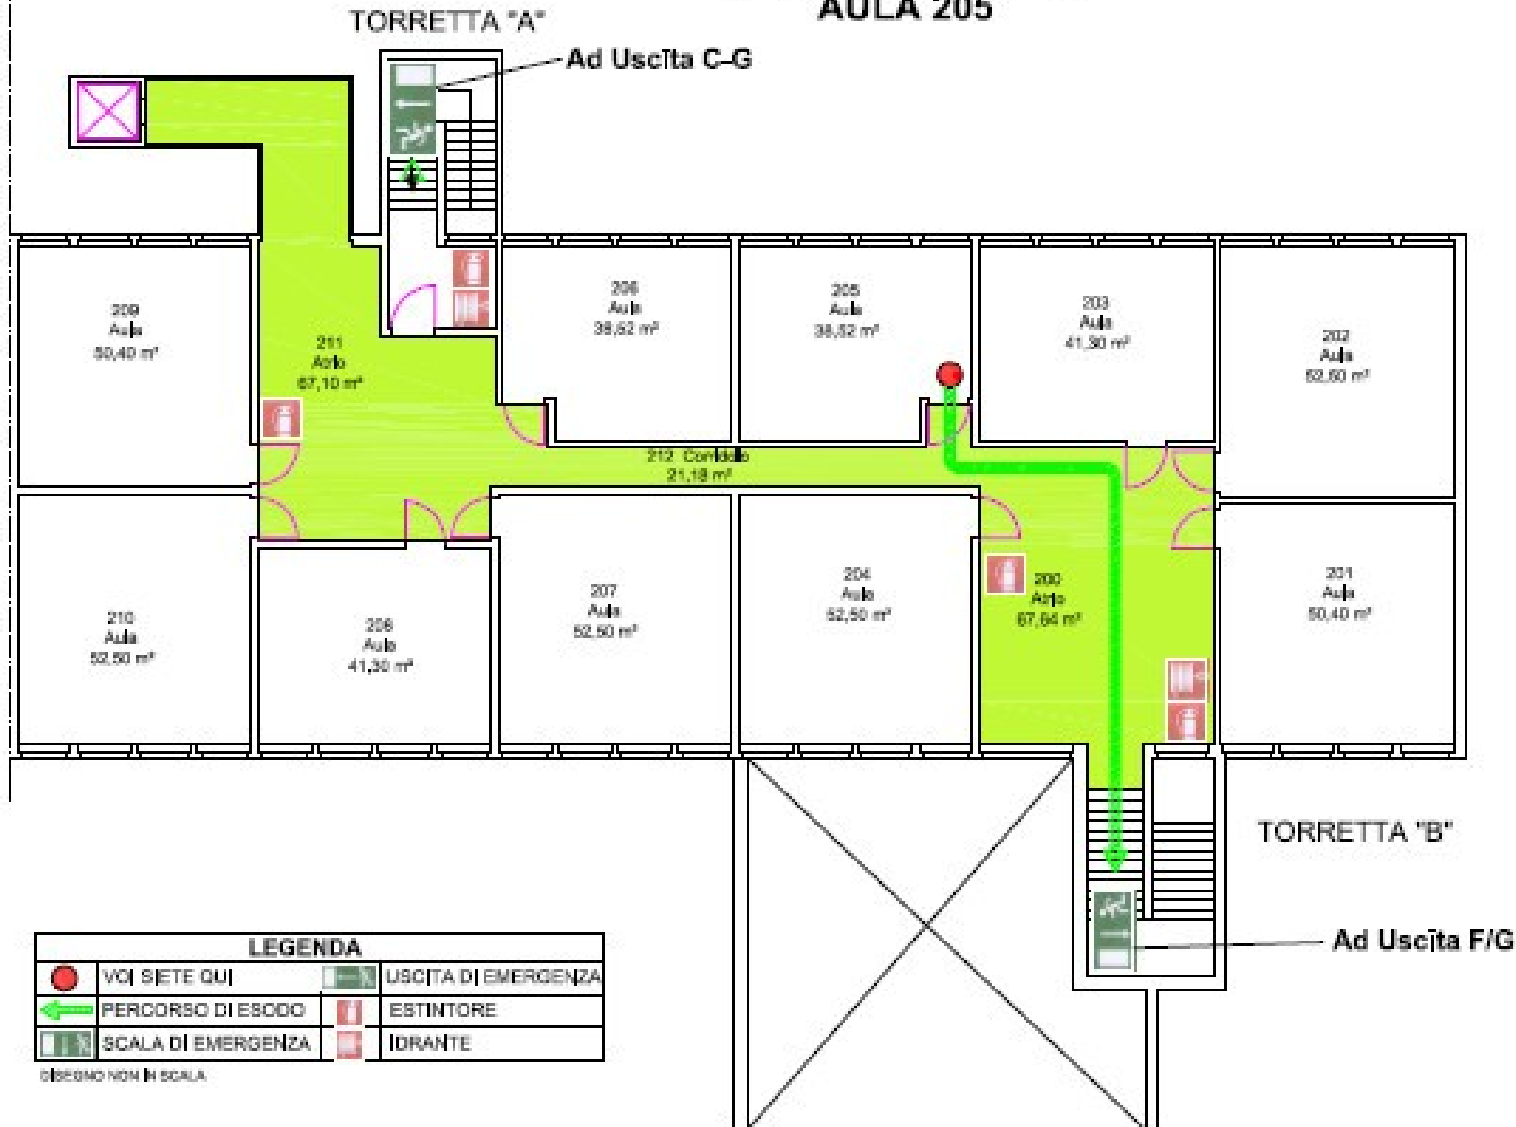 AULA 205
TORRETTA "A"
Ad Uscita C-G
209
Aula
50,40 m²
211
Atrio
67,10 m²
206
Aula
38,52 m²
205
Aula
38,52 m²
203
Aula
41,30 m²
202
Aula
52,50 m²
212 Corridoio
21,18 m²
210
Aula
52,50 m²
208
Aula
41,30 m²
207
Aula
52,50 m²
204
Aula
52,50 m²
200
Atrio
67,64 m²
201
Aula
50,40 m²
TORRETTA "B"
Ad Uscita F/G
LEGENDA
VOI SIETE QUI
USCITA DI EMERGENZA
PERCORSO DI ESODO
ESTINTORE
SCALA DI EMERGENZA
IDRANTE
DISEGNO NON IN SCALA